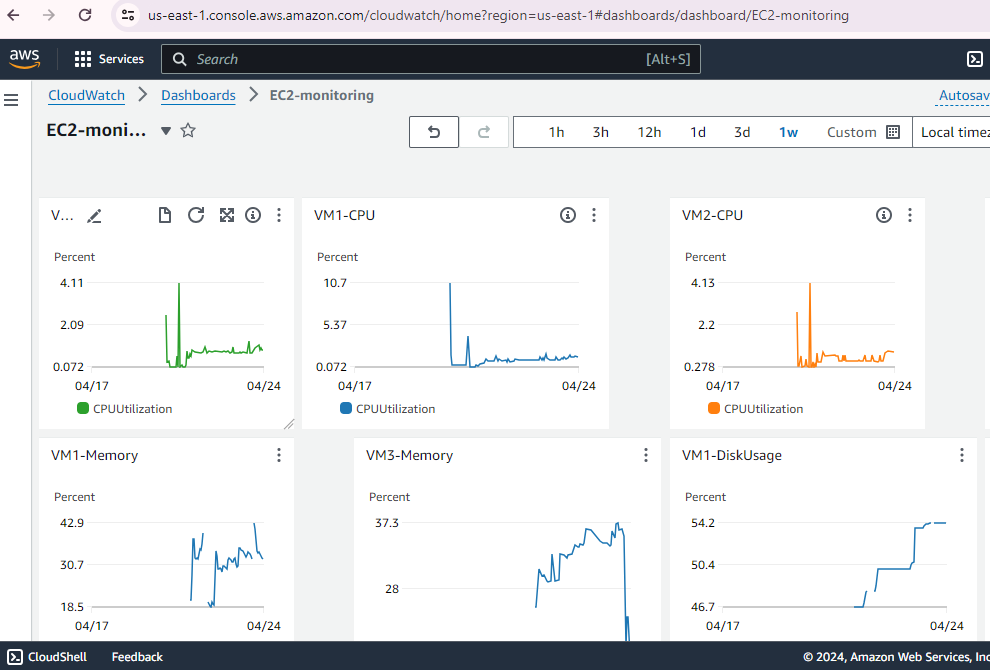 us-east-1.console.aws.amazon.com/cloudwatch/home?region=us-east-1#dashboards/dashboard/EC2-monitoring
aws Services Search [Alt+S]
CloudWatch Dashboards EC2-monitoring Autosav
EC2-moni... 1h 3h 12h 1d 3d 1w Custom Local timez
V... VM1-CPU VM2-CPU
Percent Percent Percent
4.11 10.7 4.13
2.09 5.37 2.2
0.072 0.072 0.278
04/17 04/24 04/17 04/24 04/17 04/24
CPUUtilization CPUUtilization CPUUtilization
VM1-Memory VM3-Memory VM1-DiskUsage
Percent Percent Percent
42.9 37.3 54.2
30.7 28 50.4
18.5 46.7
04/17 04/24 04/17 04/24
CloudShell Feedback © 2024, Amazon Web Services, Inc